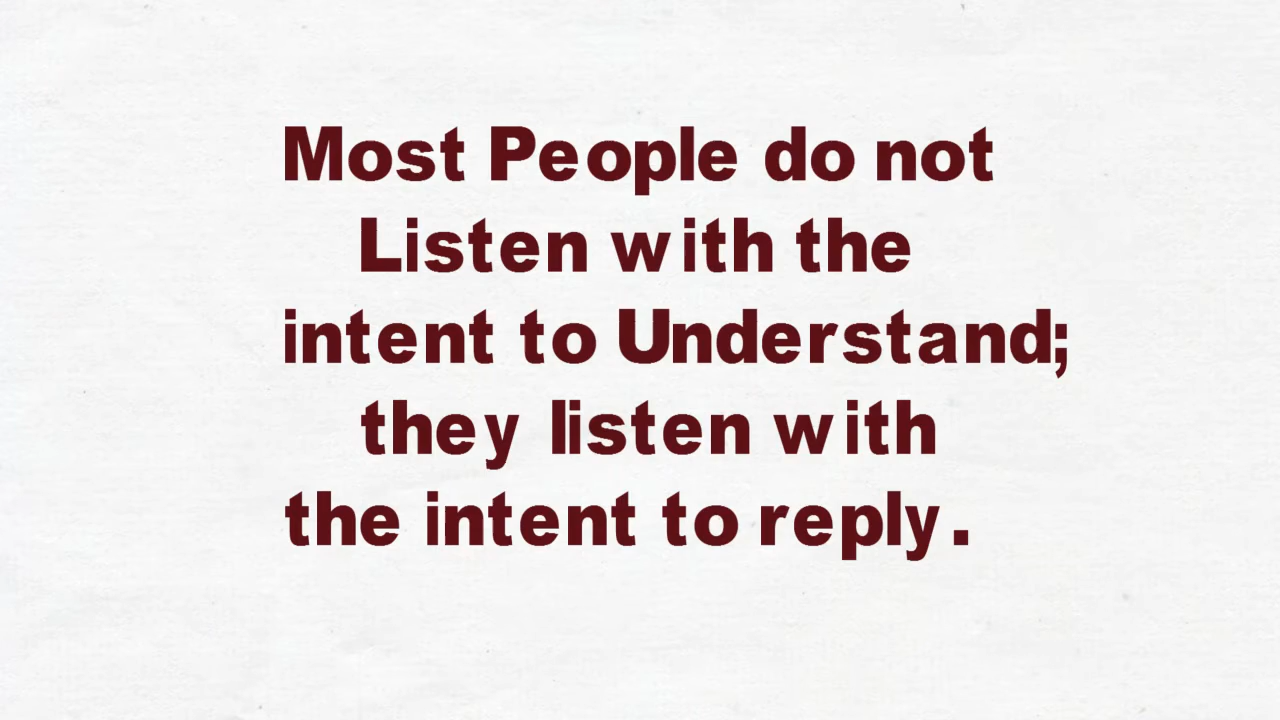 Most People do not
Listen with the
intent to Understand;
they listen with
the intent to reply.